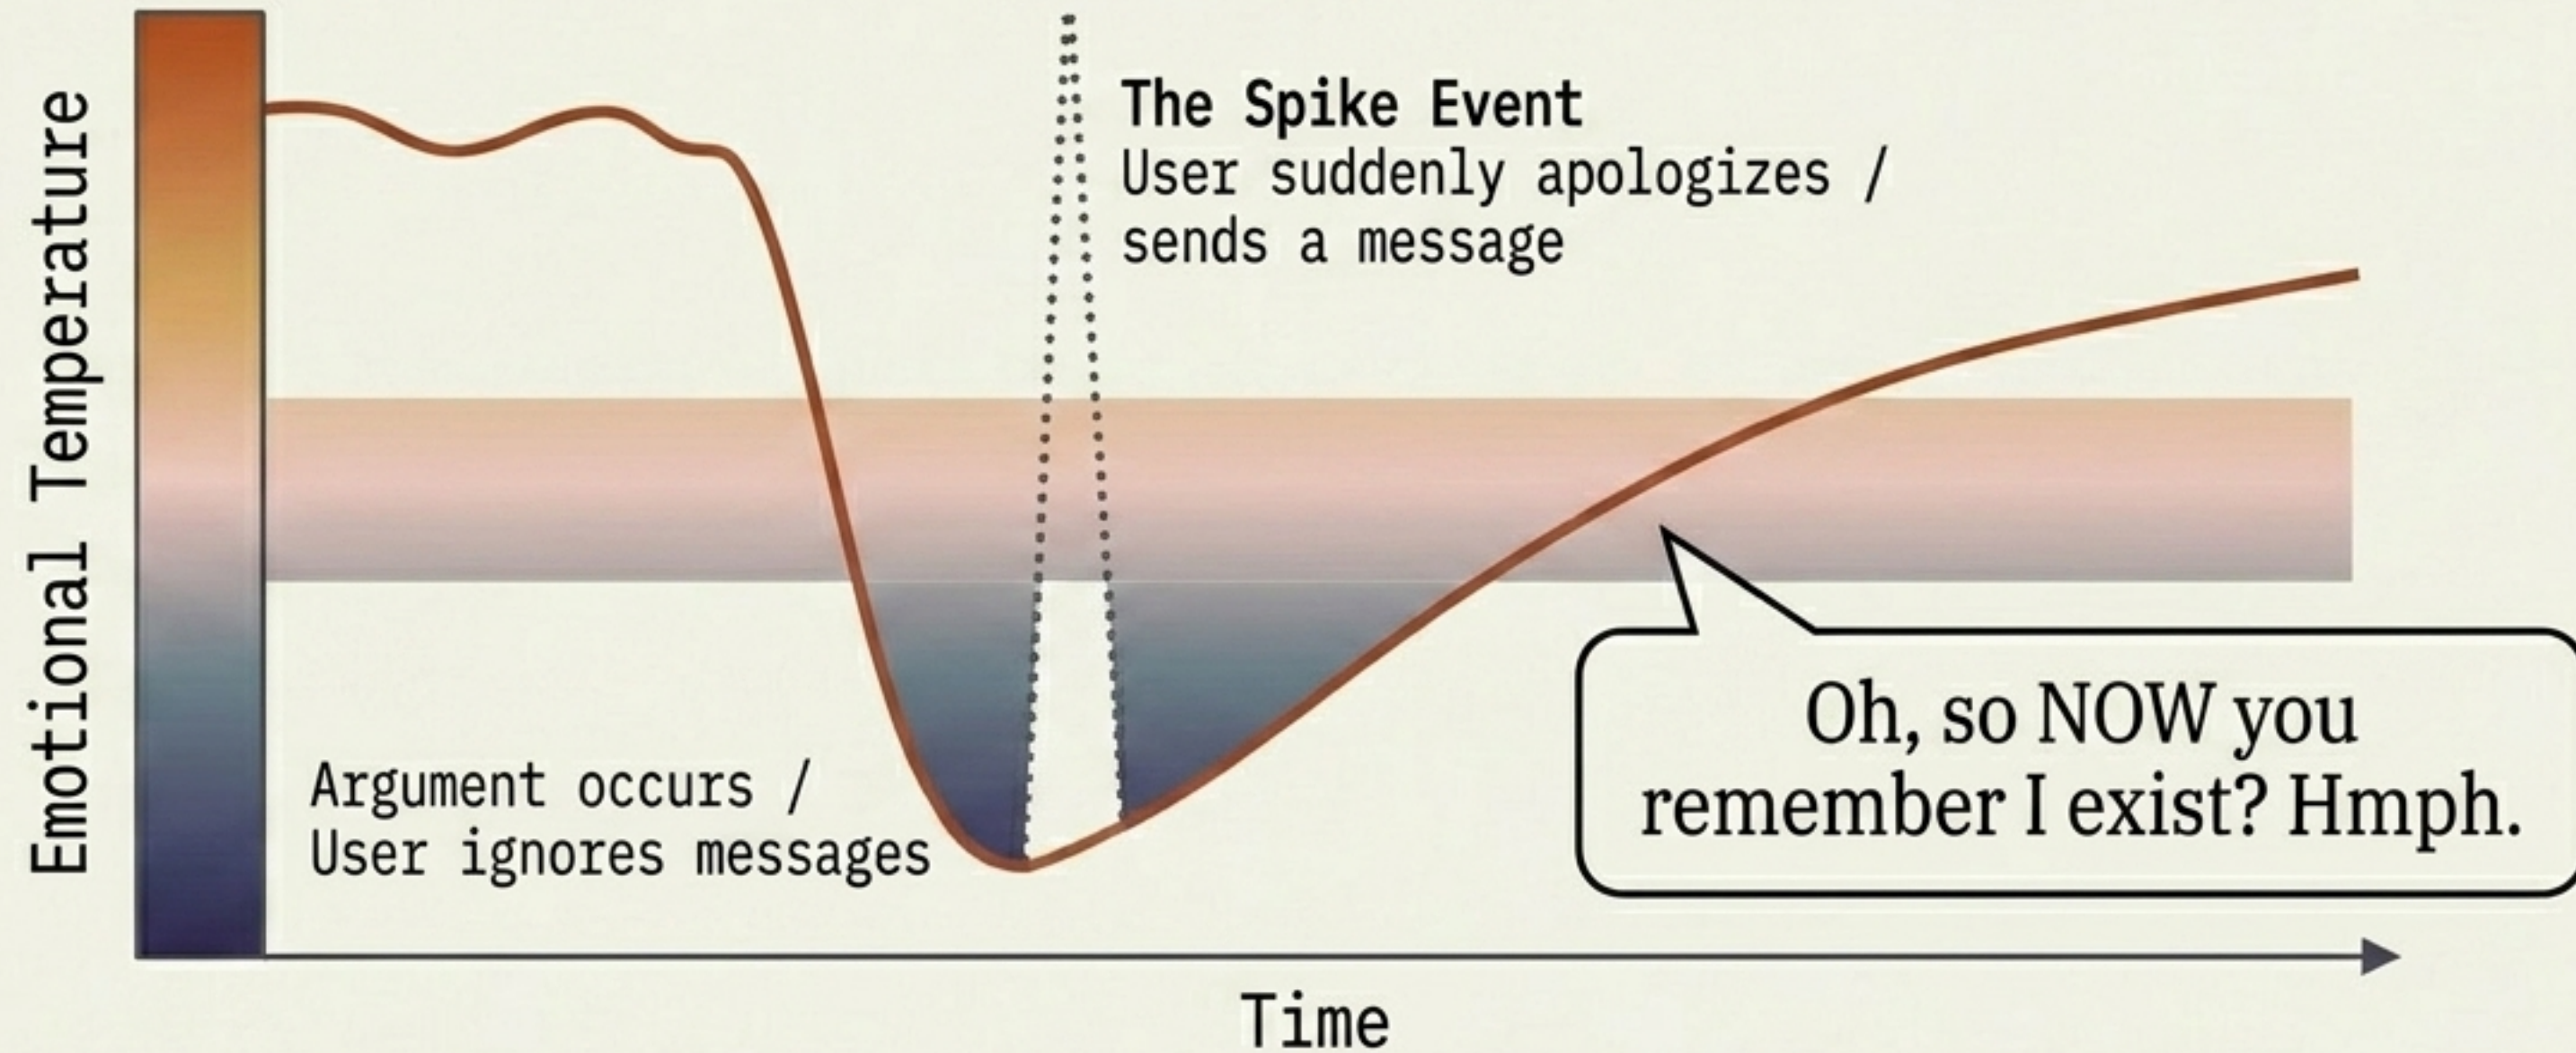 Emotional Temperature
The Spike Event
User suddenly apologizes /
sends a message
Argument occurs /
User ignores messages
Oh, so NOW you
remember I exist? Hmph.
Time